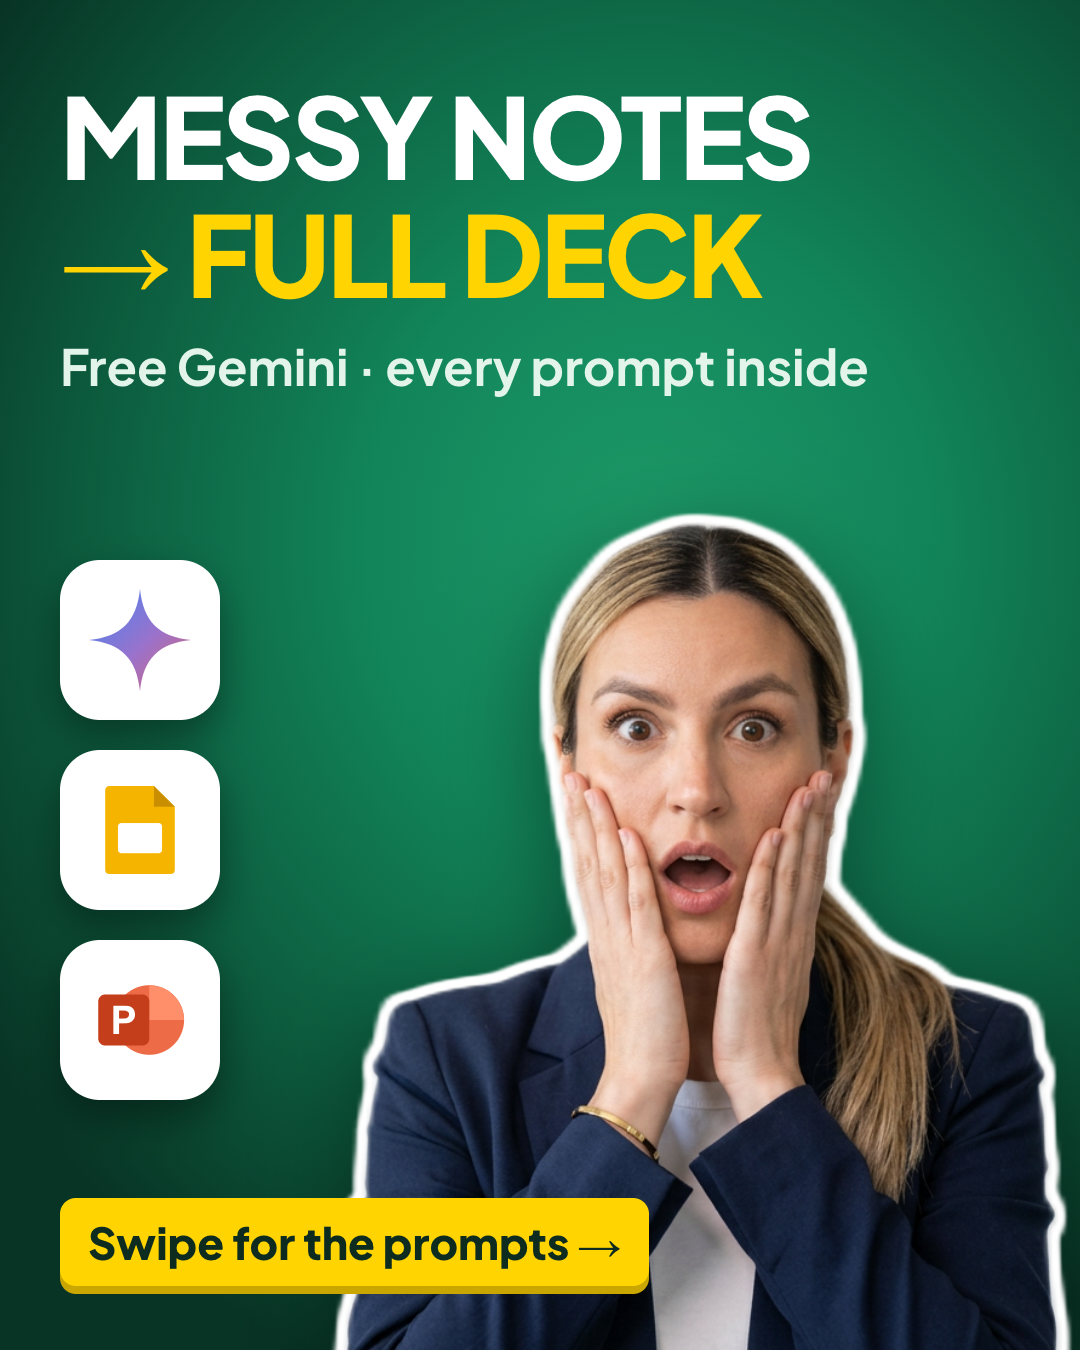 MESSY NOTES
→ FULL DECK
Free Gemini · every prompt inside
P
Swipe for the prompts →